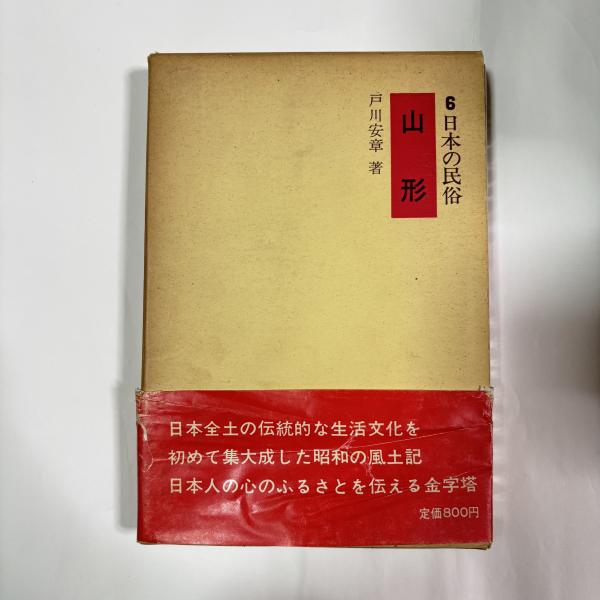 6日本の民俗
山形
戸川安章 著
日本全土の伝統的な生活文化を
初めて集大成した昭和の風土記
日本人の心のふるさとを伝える金字塔
定価800円